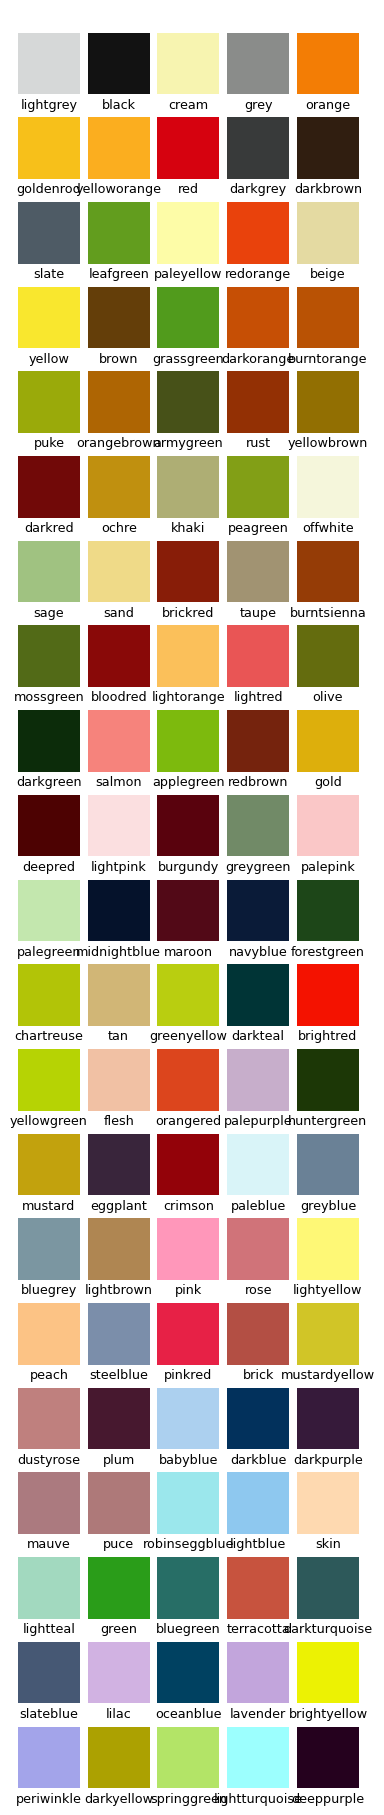 lightgrey black cream grey orange
goldenrod yelloworange red darkgrey darkbrown
slate leafgreen paleyellow redorange beige
yellow brown grassgreen darkorange burntorange
puke orangebrown armygreen rust yellowbrown
darkred ochre khaki peagreen offwhite
sage sand brickred taupe burntsienna
mossgreen bloodred lightorange lightred olive
darkgreen salmon applegreen redbrown gold
deepred lightpink burgundy greygreen palepink
palegreen midnightblue maroon navyblue forestgreen
chartreuse tan greenyellow darkteal brightred
yellowgreen flesh orangered palepurple huntergreen
mustard eggplant crimson paleblue greyblue
bluegrey lightbrown pink rose lightyellow
peach steelblue pinkred brick mustardyellow
dustyrose plum babyblue darkblue darkpurple
mauve puce robinseggblue lightblue skin
lightteal green bluegreen terracotta darkturquoise
slateblue lilac oceanblue lavender brightyellow
periwinkle darkyellow springgreen lightturquoise deeppurple